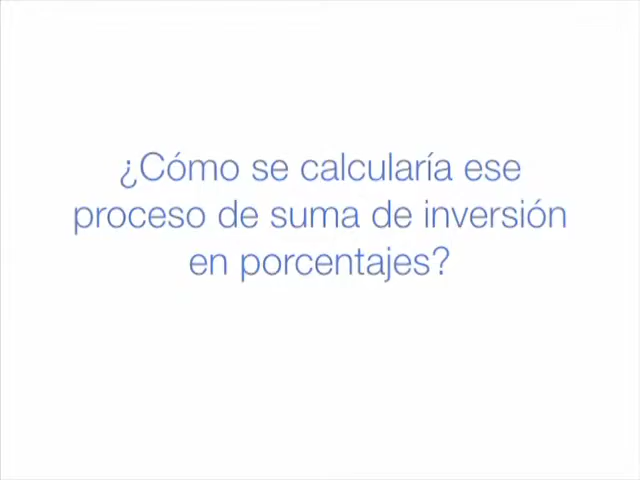 ¿Cómo se calcularía ese
proceso de suma de inversión
en porcentajes?